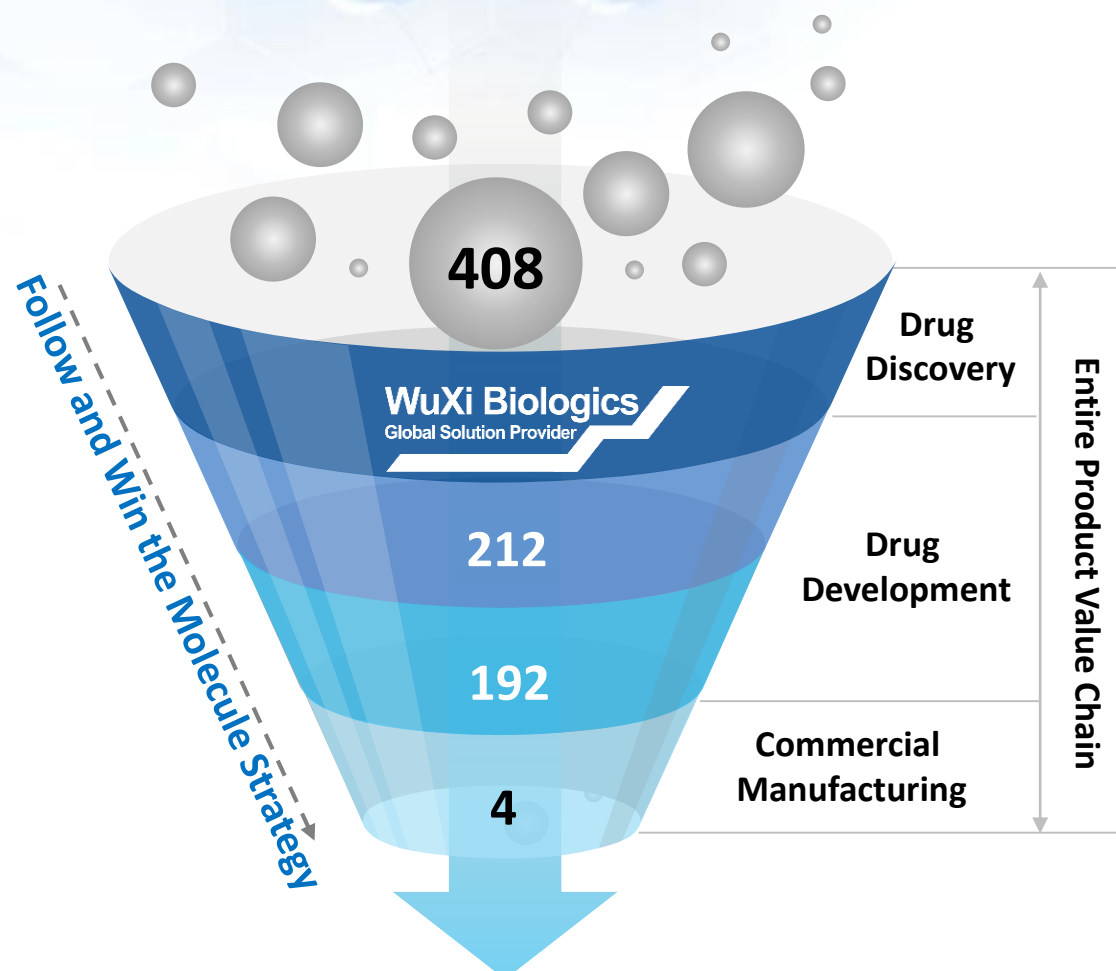 408
WuXi Biologics
Global Solution Provider
212
192
4
Follow and Win the Molecule Strategy
Drug
Discovery
Drug
Development
Commercial
Manufacturing
Entire Product Value Chain